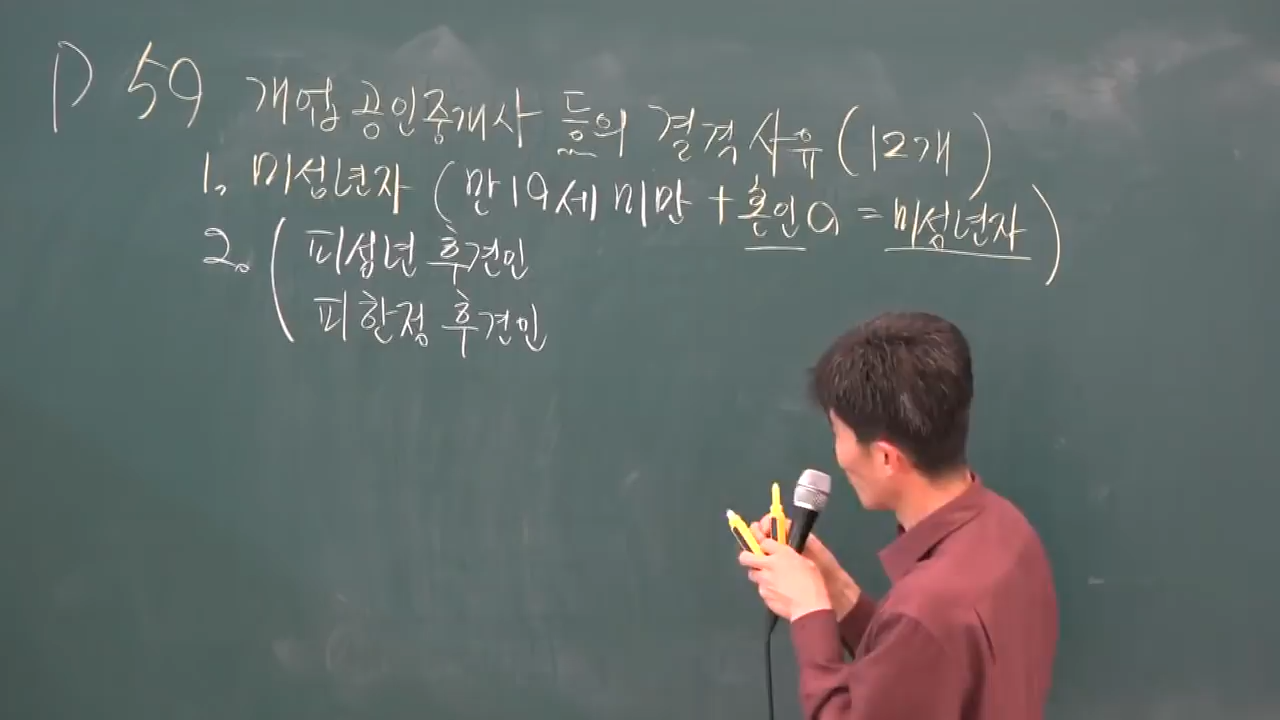 P 59 개업공인중개사 등의 결격사유 (12개)
1. 미성년자 (만 19세 미만 + 혼인 a = 미성년자)
2. ( 피성년후견인
피한정후견인